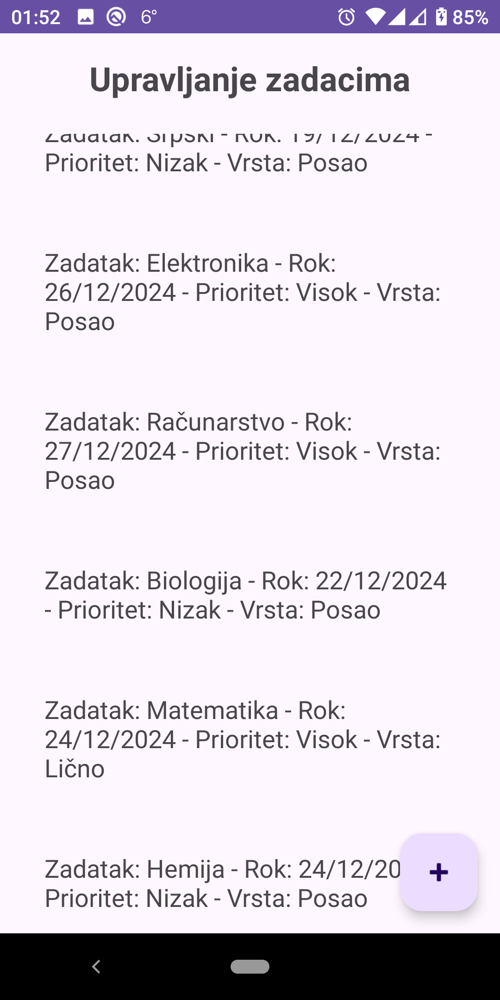 01:52 6° 85%
Upravljanje zadacima
Zadatak: Srpski - Rok: 19/12/2024 -
Prioritet: Nizak - Vrsta: Posao
Zadatak: Elektronika - Rok:
26/12/2024 - Prioritet: Visok - Vrsta:
Posao
Zadatak: Računarstvo - Rok:
27/12/2024 - Prioritet: Visok - Vrsta:
Posao
Zadatak: Biologija - Rok: 22/12/2024
- Prioritet: Nizak - Vrsta: Posao
Zadatak: Matematika - Rok:
24/12/2024 - Prioritet: Visok - Vrsta:
Lično
Zadatak: Hemija - Rok: 24/12/20
Prioritet: Nizak - Vrsta: Posao